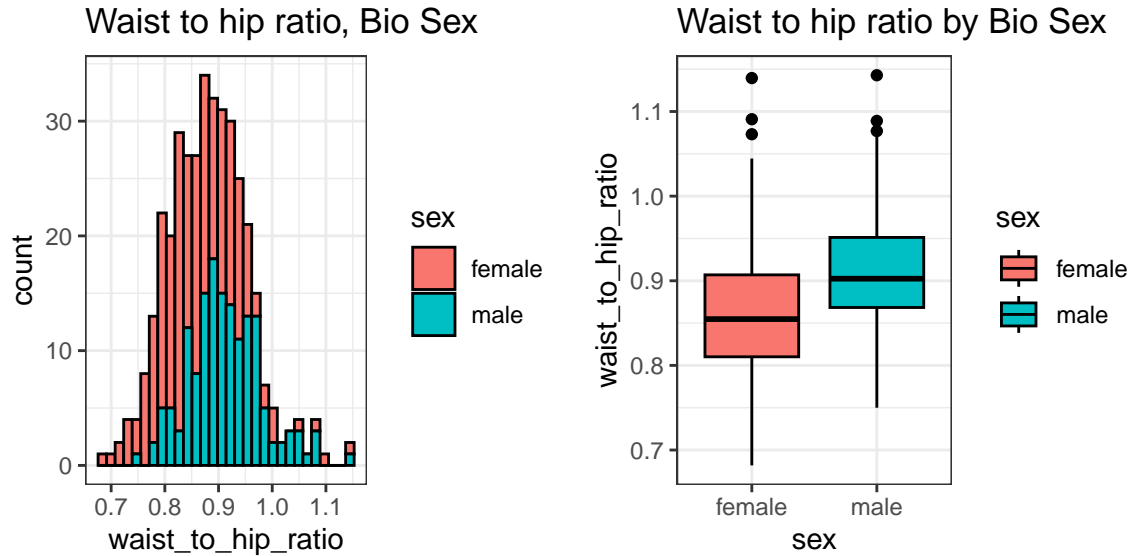 Waist to hip ratio, Bio Sex
30
20
10
0
count
0.7 0.8 0.9 1.0 1.1
waist_to_hip_ratio
sex
female
male
Waist to hip ratio by Bio Sex
1.1
1.0
0.9
0.8
0.7
waist_to_hip_ratio
female male
sex
sex
female
male